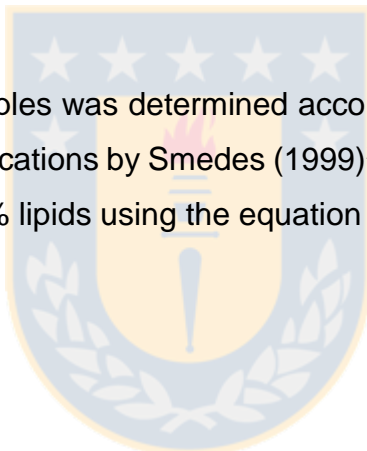 ples was determined acco
cations by Smedes (1999)
% lipids using the equation